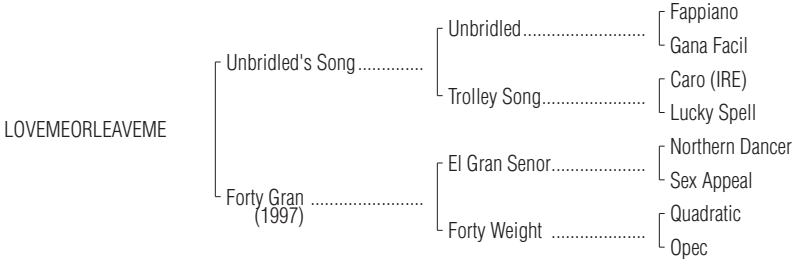 Fappiano
Unbridled..............................
Gana Facil
Unbridled's Song ..............
Caro (IRE)
Trolley Song.........................
Lucky Spell
LOVEMEORLEAVEME
Northern Dancer
El Gran Senor.......................
Sex Appeal
Forty Gran ...........................
(1997)
Quadratic
Forty Weight .......................
Opec